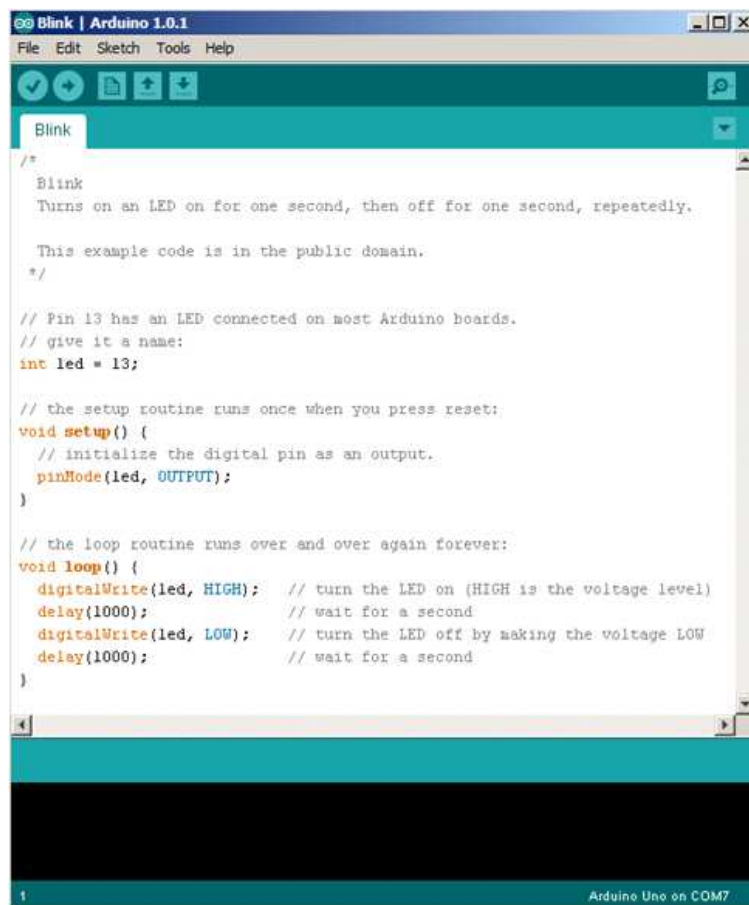 Blink | Arduino 1.0.1
File Edit Sketch Tools Help
Blink
/*
  Blink
  Turns on an LED on for one second, then off for one second, repeatedly.

  This example code is in the public domain.
 */

// Pin 13 has an LED connected on most Arduino boards.
// give it a name:
int led = 13;

// the setup routine runs once when you press reset:
void setup() {
  // initialize the digital pin as an output.
  pinMode(led, OUTPUT);
}

// the loop routine runs over and over again forever:
void loop() {
  digitalWrite(led, HIGH);   // turn the LED on (HIGH is the voltage level)
  delay(1000);               // wait for a second
  digitalWrite(led, LOW);    // turn the LED off by making the voltage LOW
  delay(1000);               // wait for a second
}
1 Arduino Uno on COM7